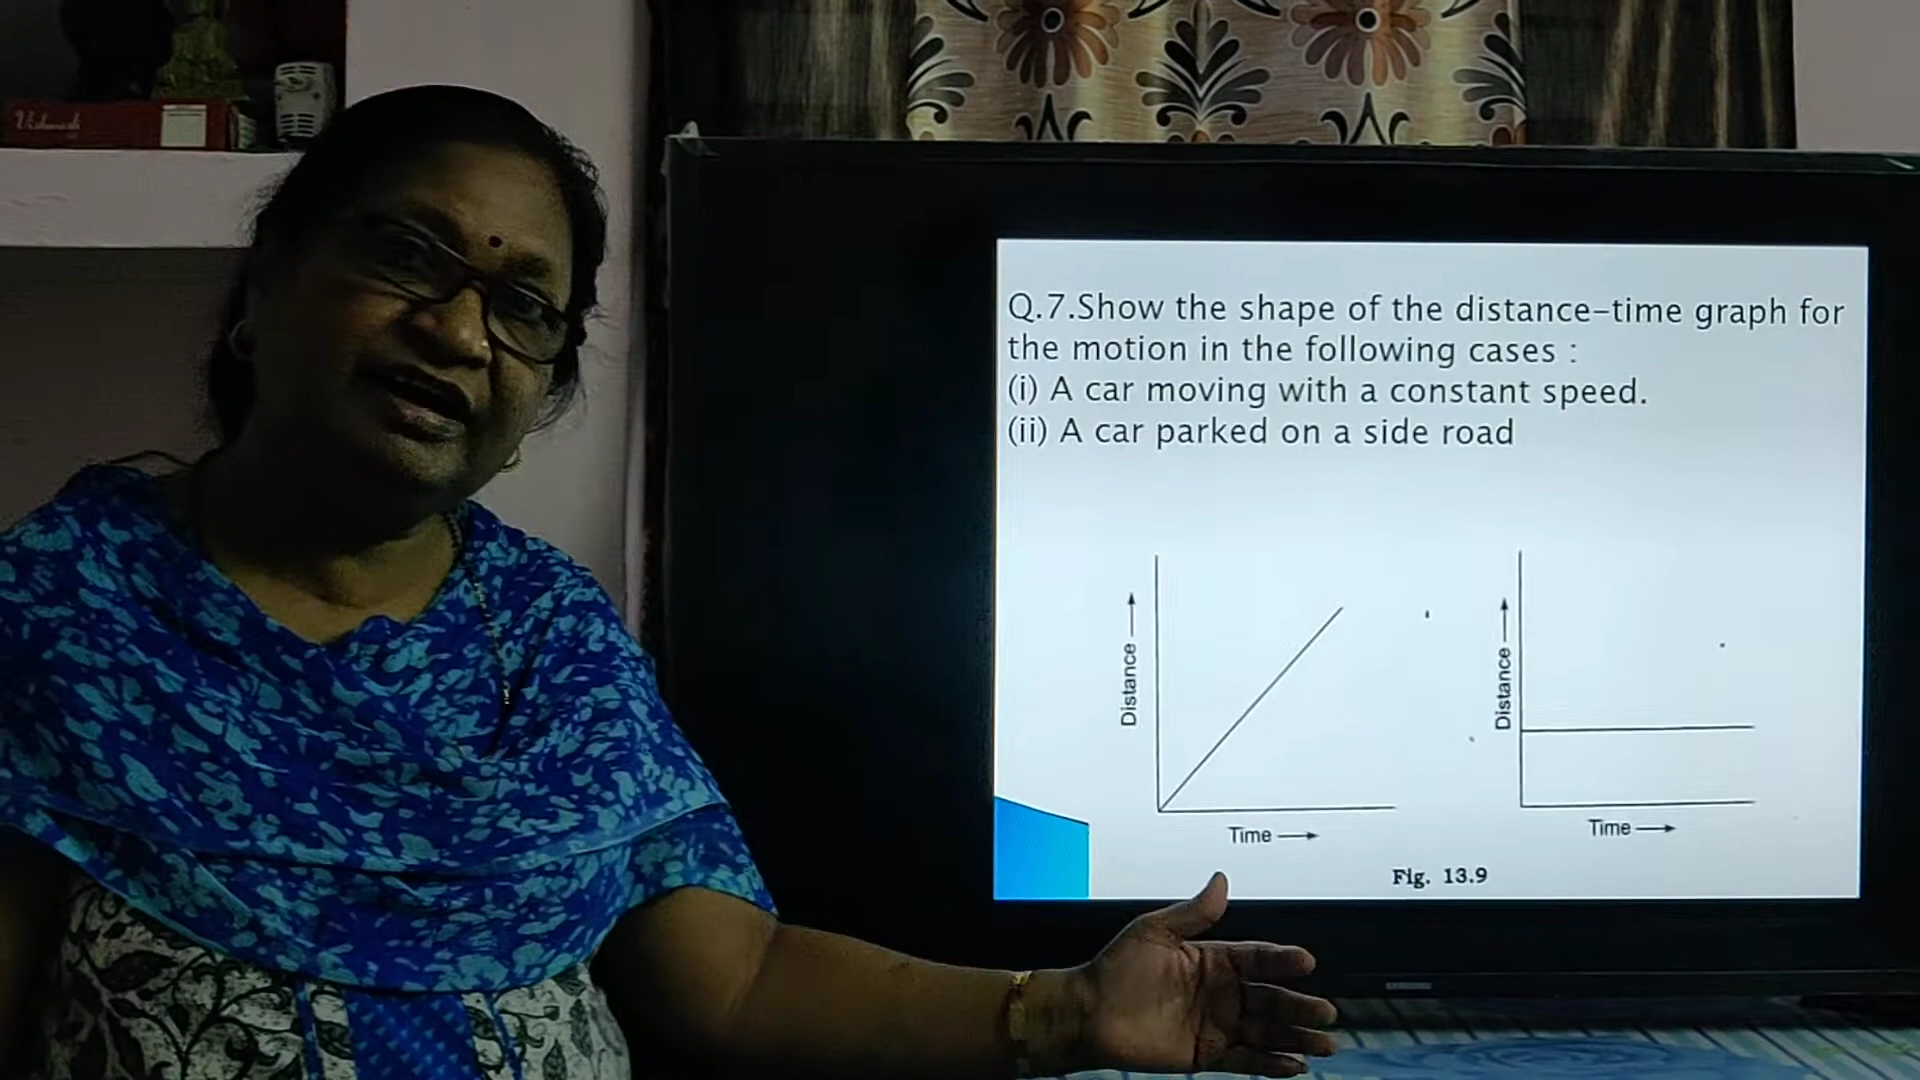 Q.7.Show the shape of the distance-time graph for
the motion in the following cases :
(i) A car moving with a constant speed.
(ii) A car parked on a side road
Distance
Time
Distance
Time
Fig. 13.9